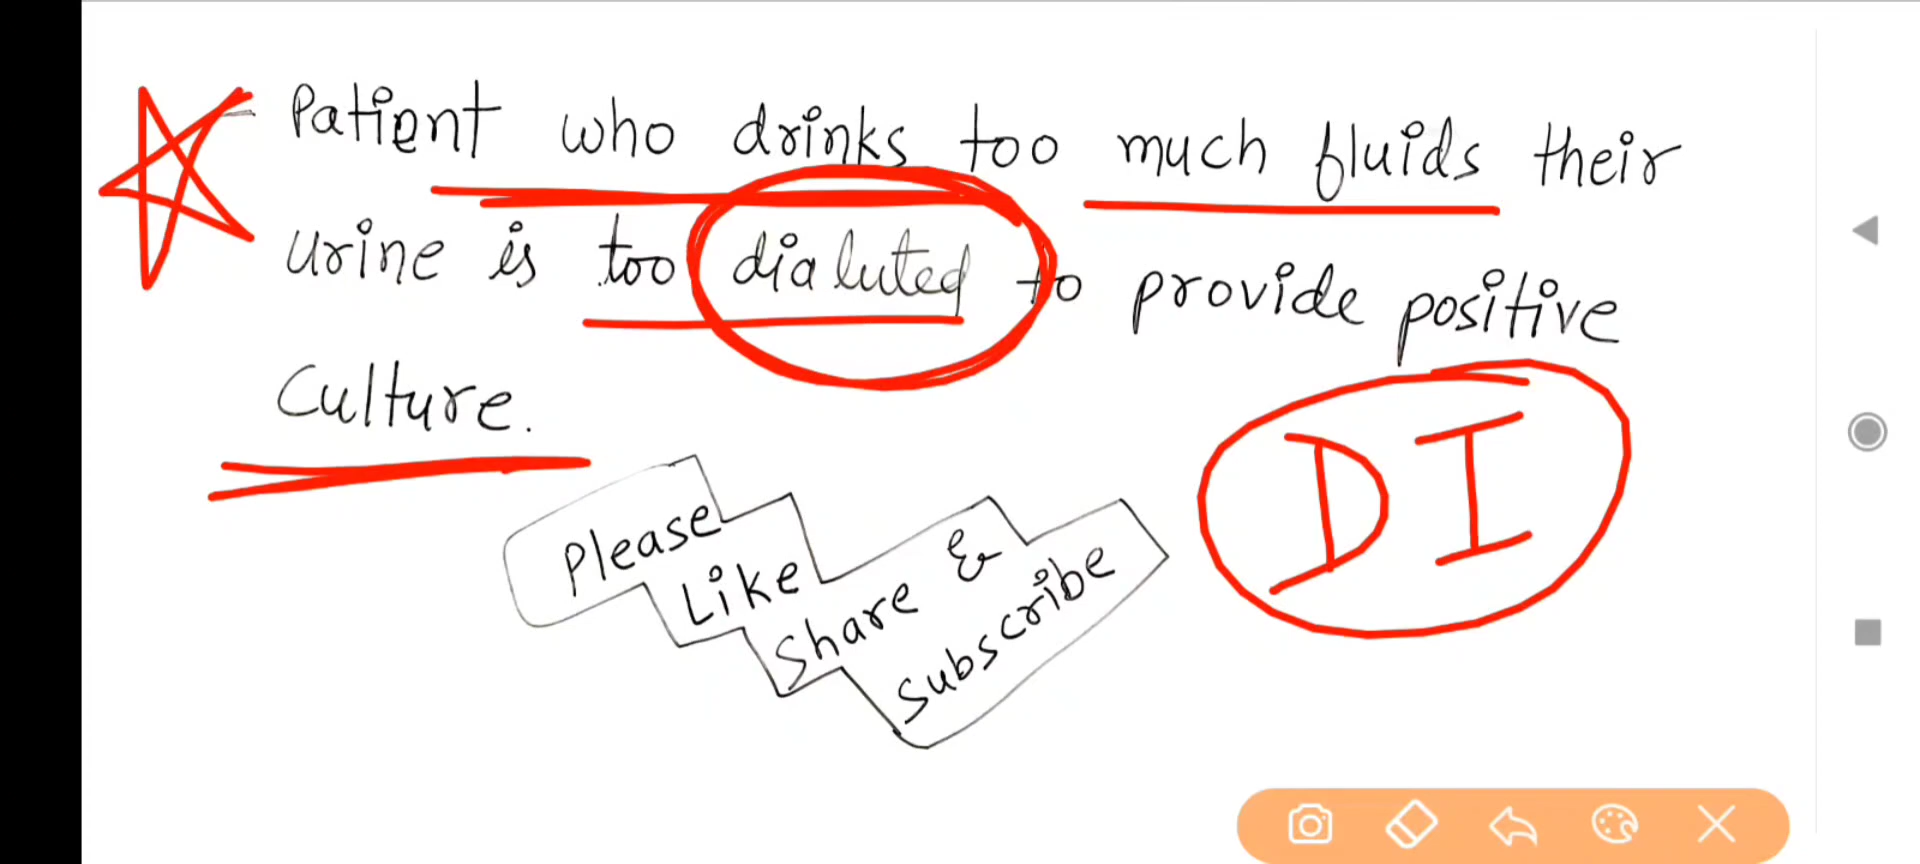 Patient who drinks too much fluids their
urine is too dialuted to provide positive
culture.
DI
Please
Like
Share &
Subscribe